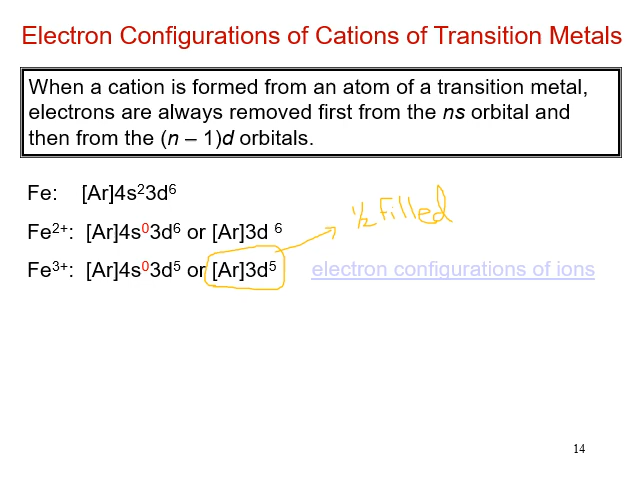 Electron Configurations of Cations of Transition Metals
When a cation is formed from an atom of a transition metal,
electrons are always removed first from the ns orbital and
then from the (n – 1)d orbitals.
Fe: [Ar]4s²3d⁶
Fe²⁺: [Ar]4s⁰3d⁶ or [Ar]3d ⁶
½ filled
Fe³⁺: [Ar]4s⁰3d⁵ or [Ar]3d⁵
electron configurations of ions
14